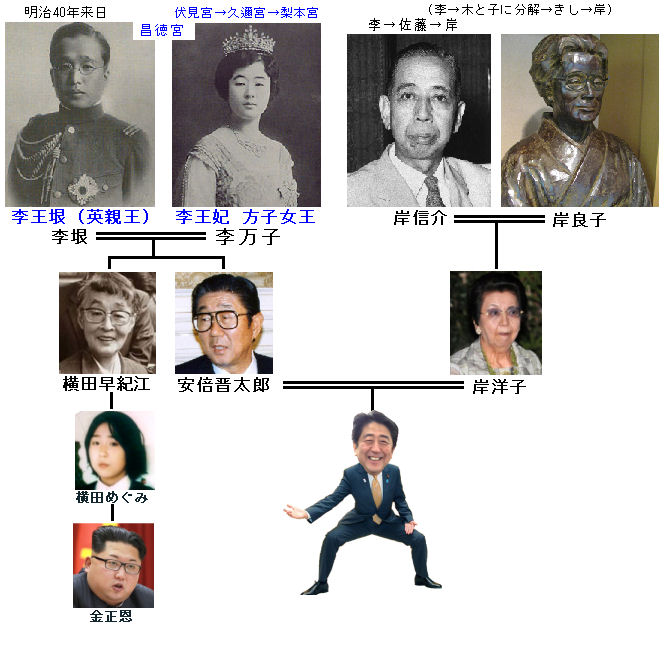 明治40年来日
昌徳宮
伏見宮→久邇宮→梨本宮
(李→木と子に分解→きし→岸)
李→佐藤→岸
李王垠（英親王）
李王妃 方子女王
岸信介
岸良子
李垠
李万子
横田早紀江
安倍晋太郎
岸洋子
横田めぐみ
金正恩